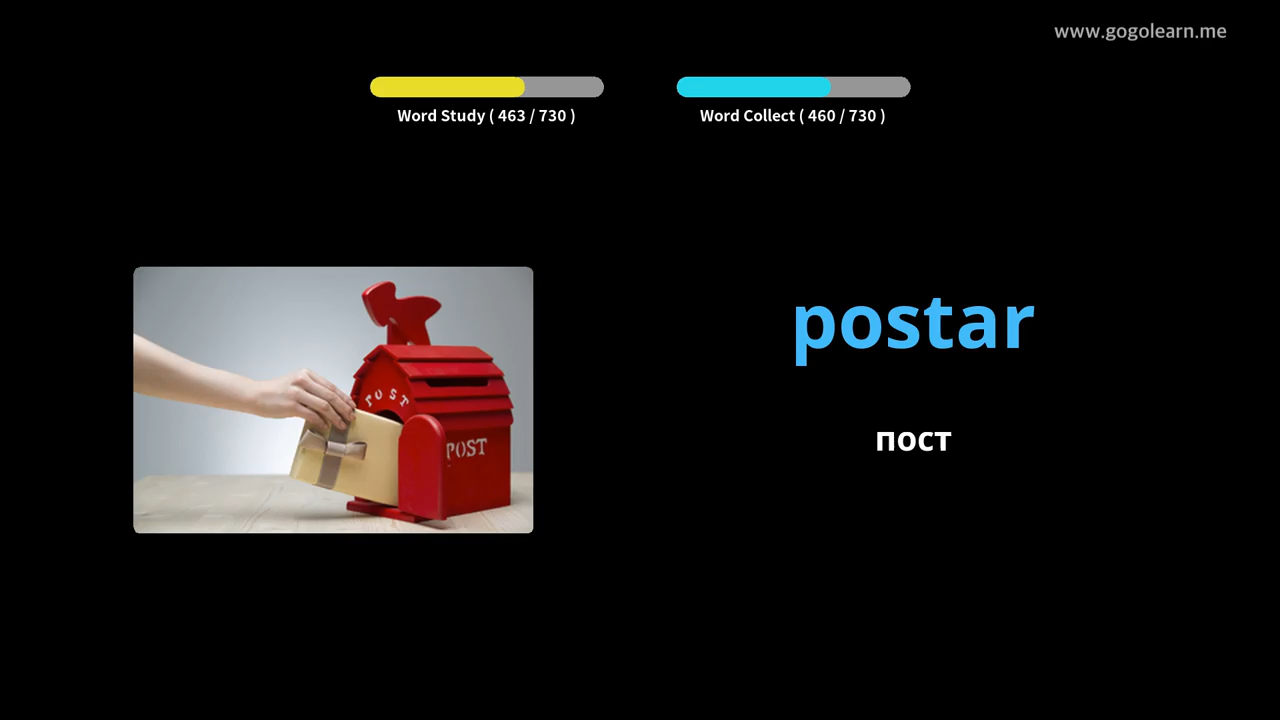 www.gogolearn.me
Word Study ( 463 / 730 )
Word Collect ( 460 / 730 )
postar
пост
POST
POST